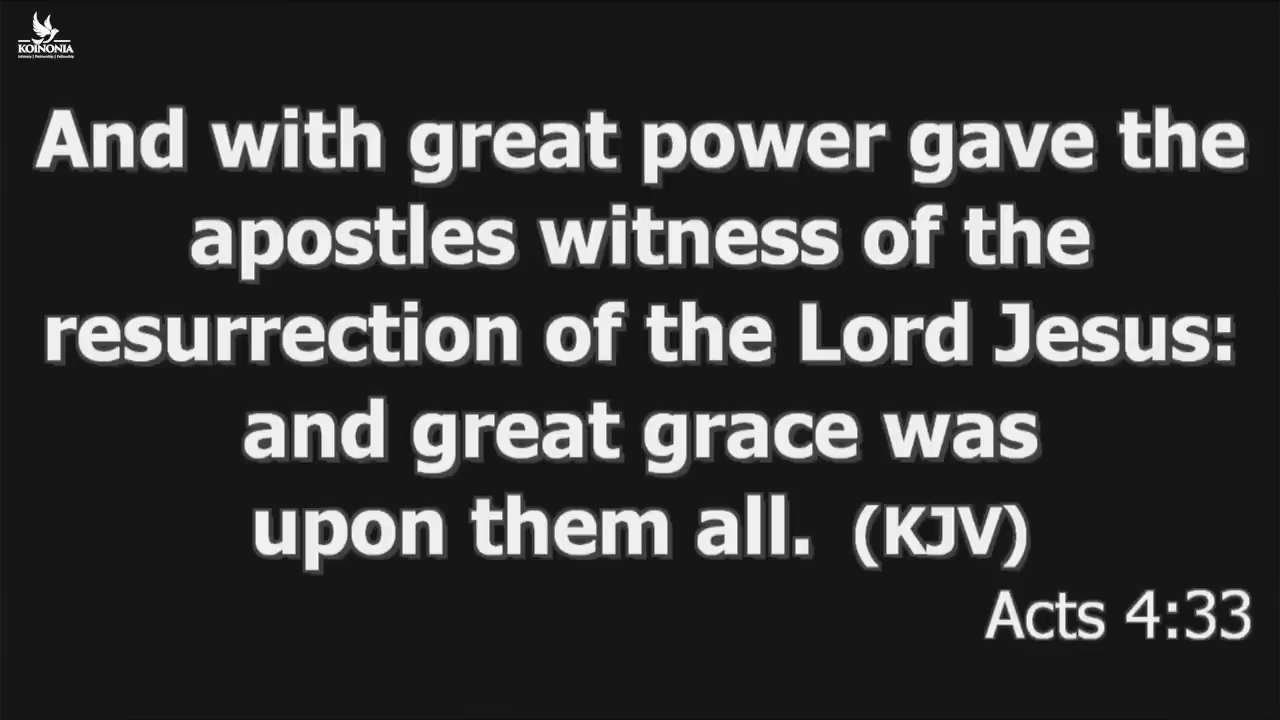 KOINONIA
And with great power gave the
apostles witness of the
resurrection of the Lord Jesus:
and great grace was
upon them all. (KJV)
Acts 4:33